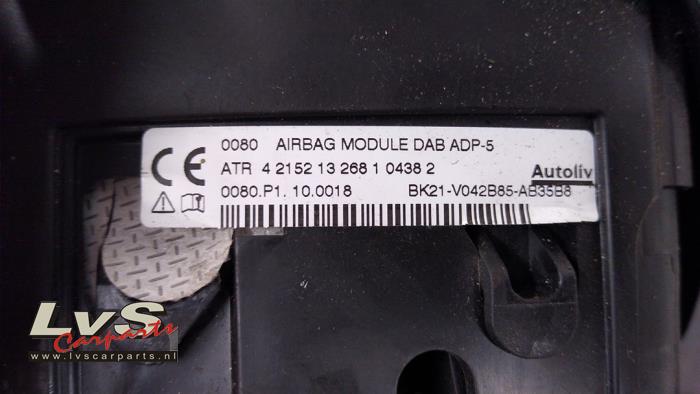 0080 AIRBAG MODULE DAB ADP-5
ATR 4 2152 13 268 1 0438 2
Autoliv
0080.P1. 10.0018 BK21-V042B85-AB35B8
CE
LvS
Carparts
www.lvscarparts.nl